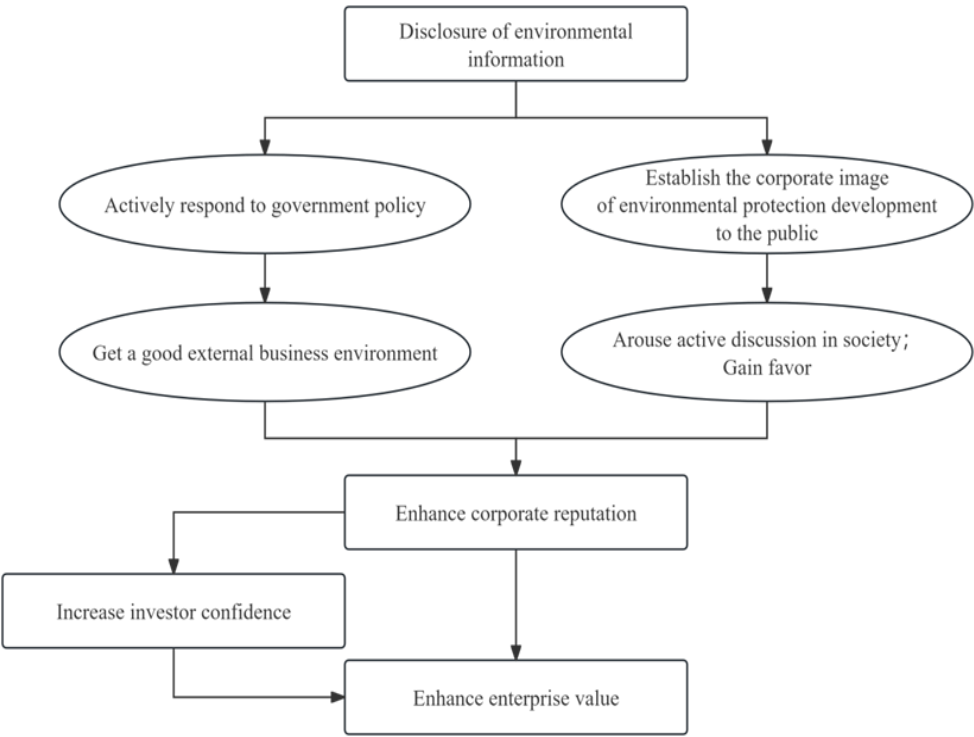 Disclosure of environmental
information
Actively respond to government policy
Establish the corporate image
of environmental protection development
to the public
Get a good external business environment
Arouse active discussion in society；
Gain favor
Enhance corporate reputation
Increase investor confidence
Enhance enterprise value